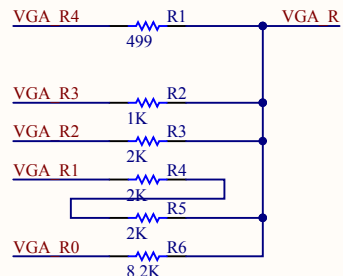 VGA_R4 R1 VGA_R
499
VGA_R3 R2
1K
VGA_R2 R3
2K
VGA_R1 R4
2K
R5
2K
VGA_R0 R6
8.2K